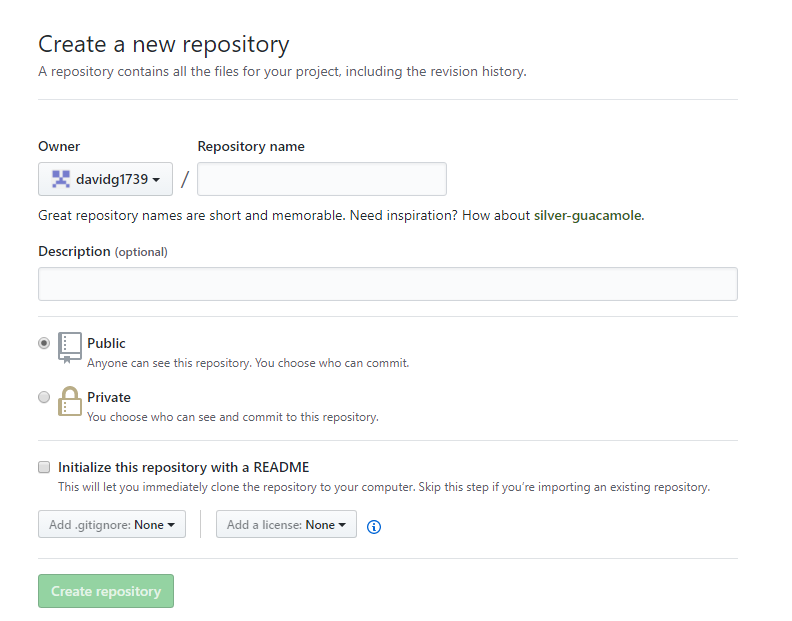 Create a new repository
A repository contains all the files for your project, including the revision history.
Owner
Repository name
davidg1739
/
Great repository names are short and memorable. Need inspiration? How about silver-guacamole.
Description (optional)
Public
Anyone can see this repository. You choose who can commit.
Private
You choose who can see and commit to this repository.
Initialize this repository with a README
This will let you immediately clone the repository to your computer. Skip this step if you’re importing an existing repository.
Add .gitignore: None
Add a license: None
Create repository